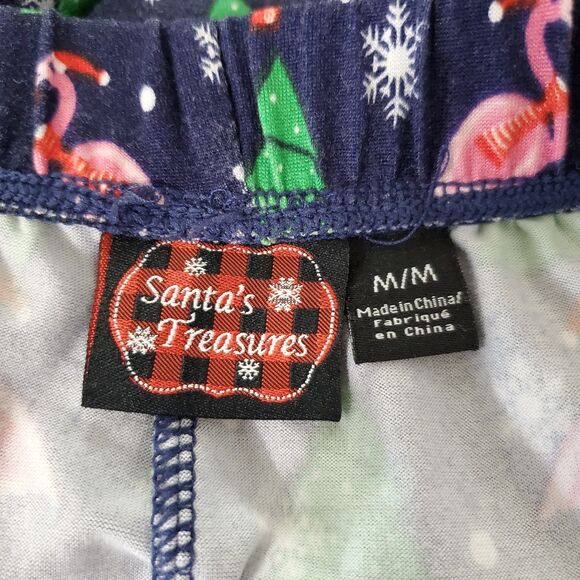 Santa's
Treasures
M/M
Made in China/
Fabriqué
en China